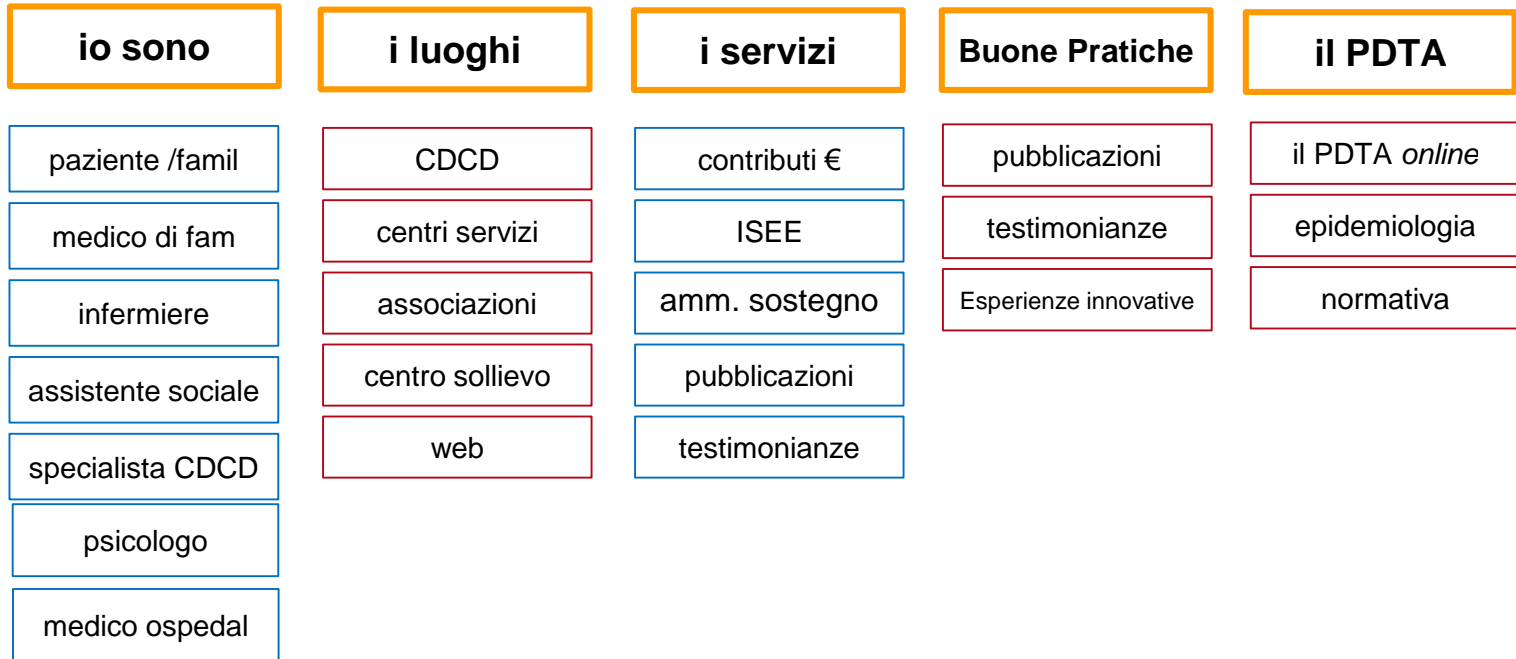 io sono
i luoghi
i servizi
Buone Pratiche
il PDTA
paziente /famil
medico di fam
infermiere
assistente sociale
specialista CDCD
psicologo
medico ospedal
CDCD
centri servizi
associazioni
centro sollievo
web
contributi €
ISEE
amm. sostegno
pubblicazioni
testimonianze
pubblicazioni
testimonianze
Esperienze innovative
il PDTA online
epidemiologia
normativa